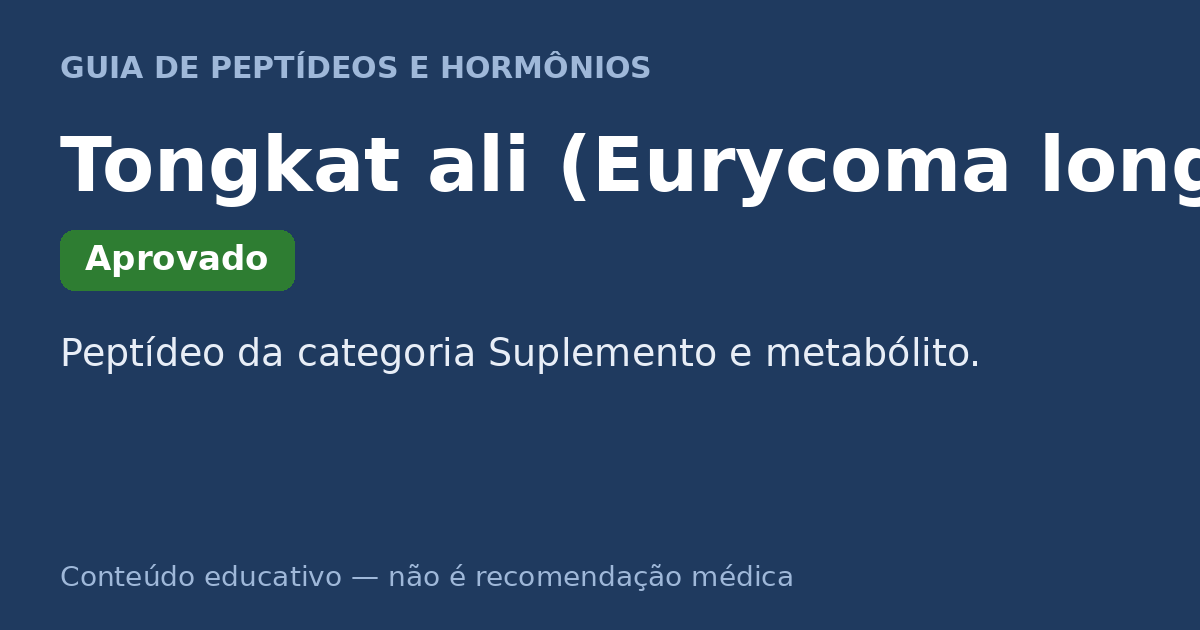 GUIA DE PEPTÍDEOS E HORMÔNIOS
Tongkat ali (Eurycoma long
Aprovado
Peptídeo da categoria Suplemento e metabólito.
Conteúdo educativo — não é recomendação médica